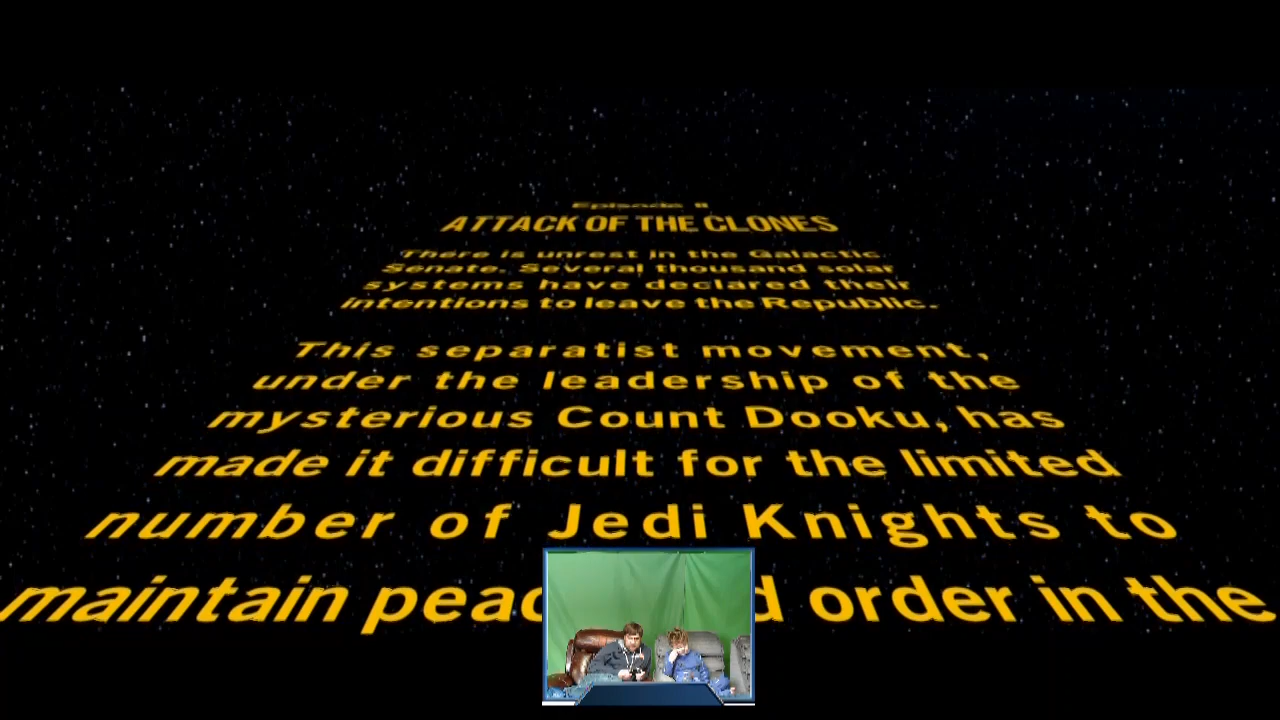 Episode II
ATTACK OF THE CLONES
There is unrest in the Galactic
Senate. Several thousand solar
systems have declared their
intentions to leave the Republic.
This separatist movement,
under the leadership of the
mysterious Count Dooku, has
made it difficult for the limited
number of Jedi Knights to
maintain order in the